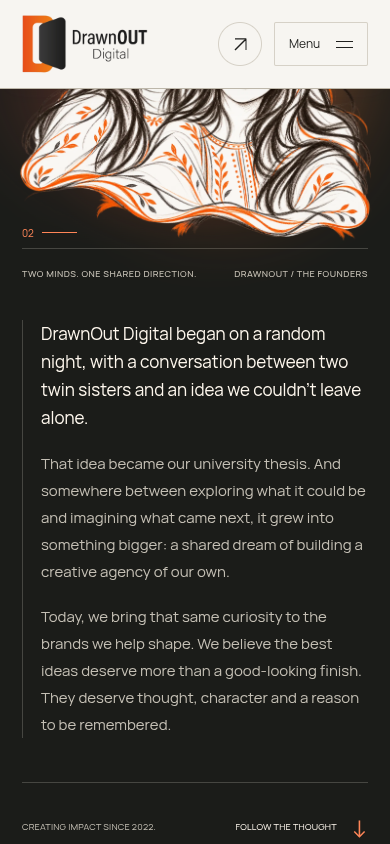 DrawnOUT
Digital
Menu
02
TWO MINDS. ONE SHARED DIRECTION.
DRAWNOUT / THE FOUNDERS
DrawnOut Digital began on a random
night, with a conversation between two
twin sisters and an idea we couldn't leave
alone.
That idea became our university thesis. And
somewhere between exploring what it could be
and imagining what came next, it grew into
something bigger: a shared dream of building a
creative agency of our own.
Today, we bring that same curiosity to the
brands we help shape. We believe the best
ideas deserve more than a good-looking finish.
They deserve thought, character and a reason
to be remembered.
CREATING IMPACT SINCE 2022.
FOLLOW THE THOUGHT